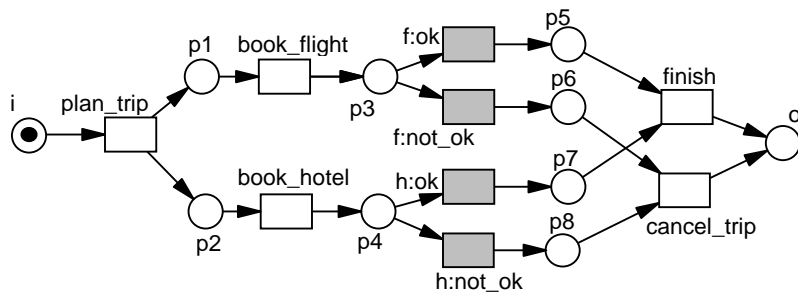 i
plan_trip
p1
book_flight
p3
f:ok
f:not_ok
p5
p6
finish
o
p2
book_hotel
p4
h:ok
h:not_ok
p7
p8
cancel_trip